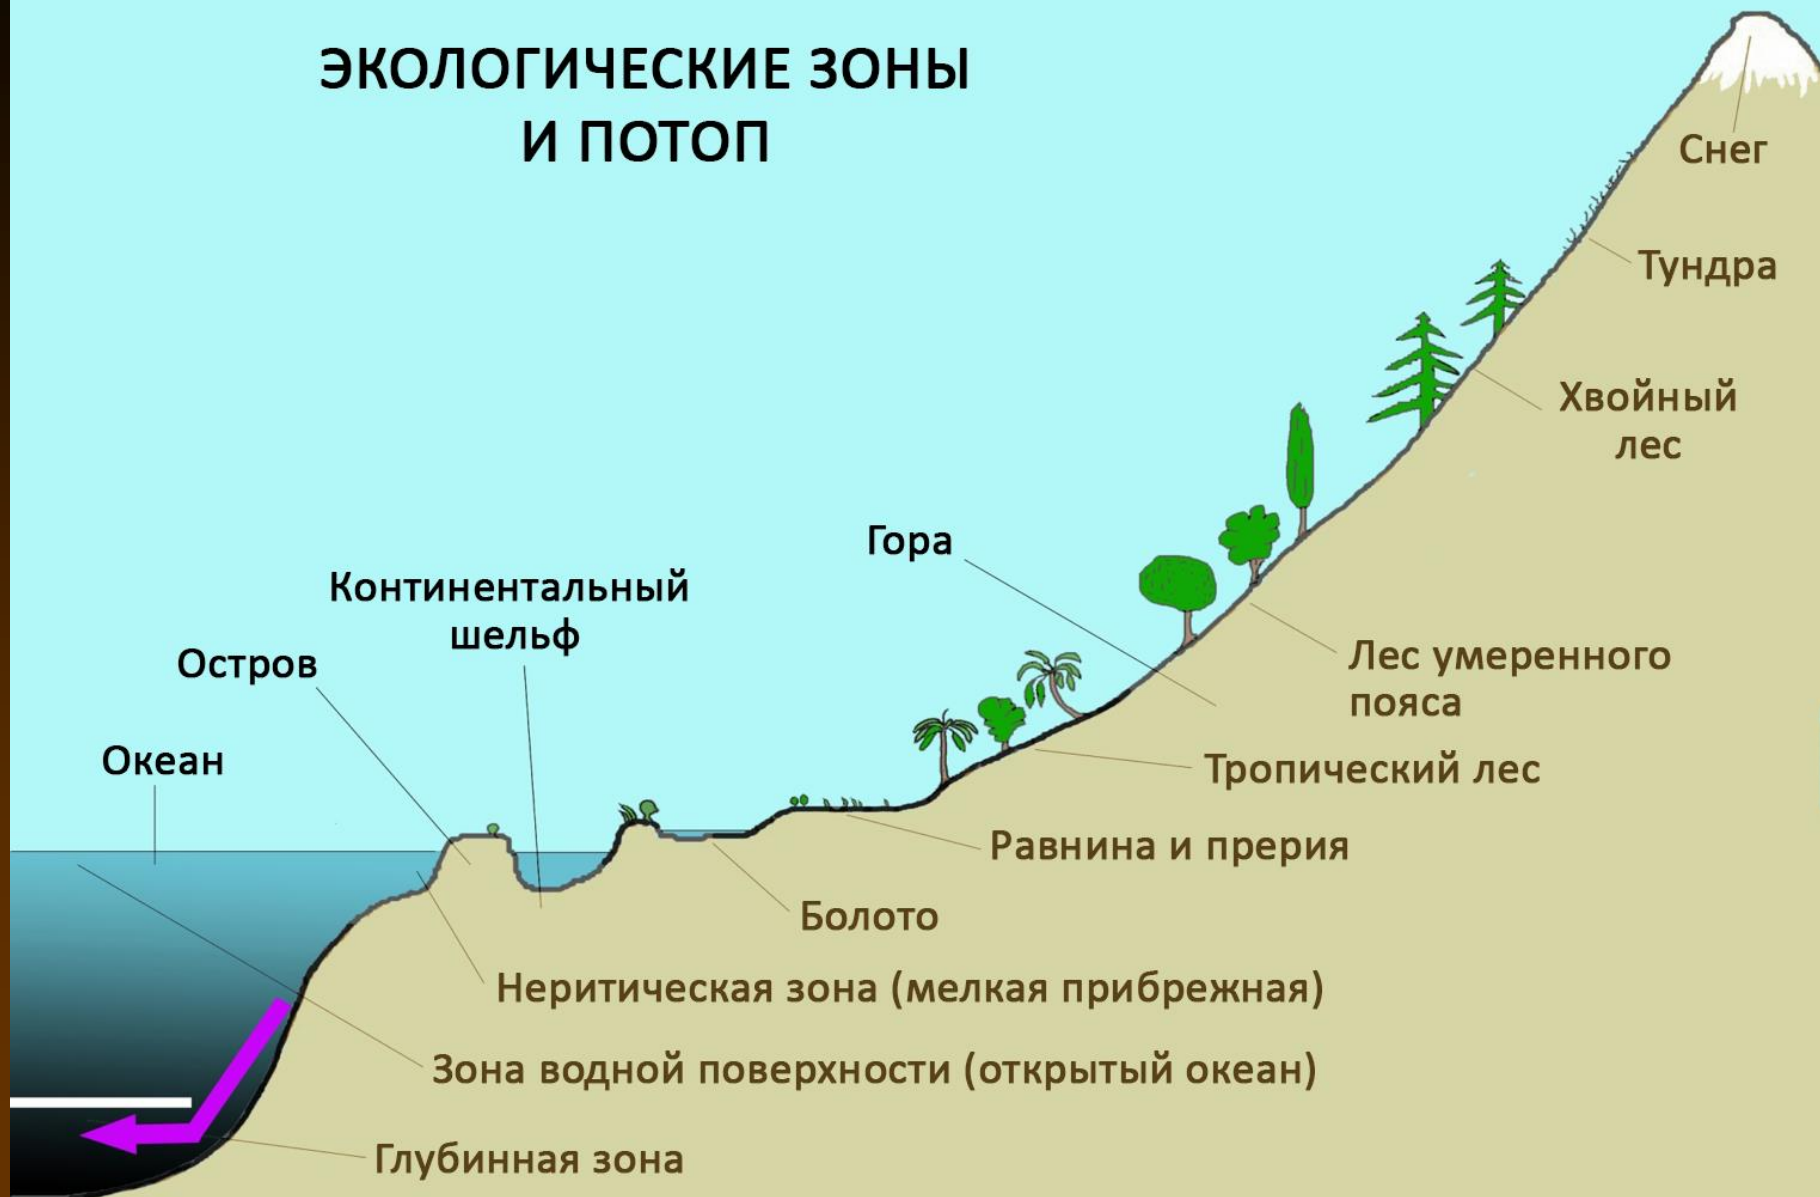 ЭКОЛОГИЧЕСКИЕ ЗОНЫ
И ПОТОП
Снег
Тундра
Хвойный
лес
Гора
Континентальный
шельф
Остров
Лес умеренного
пояса
Океан
Тропический лес
Равнина и прерия
Болото
Неритическая зона (мелкая прибрежная)
Зона водной поверхности (открытый океан)
Глубинная зона